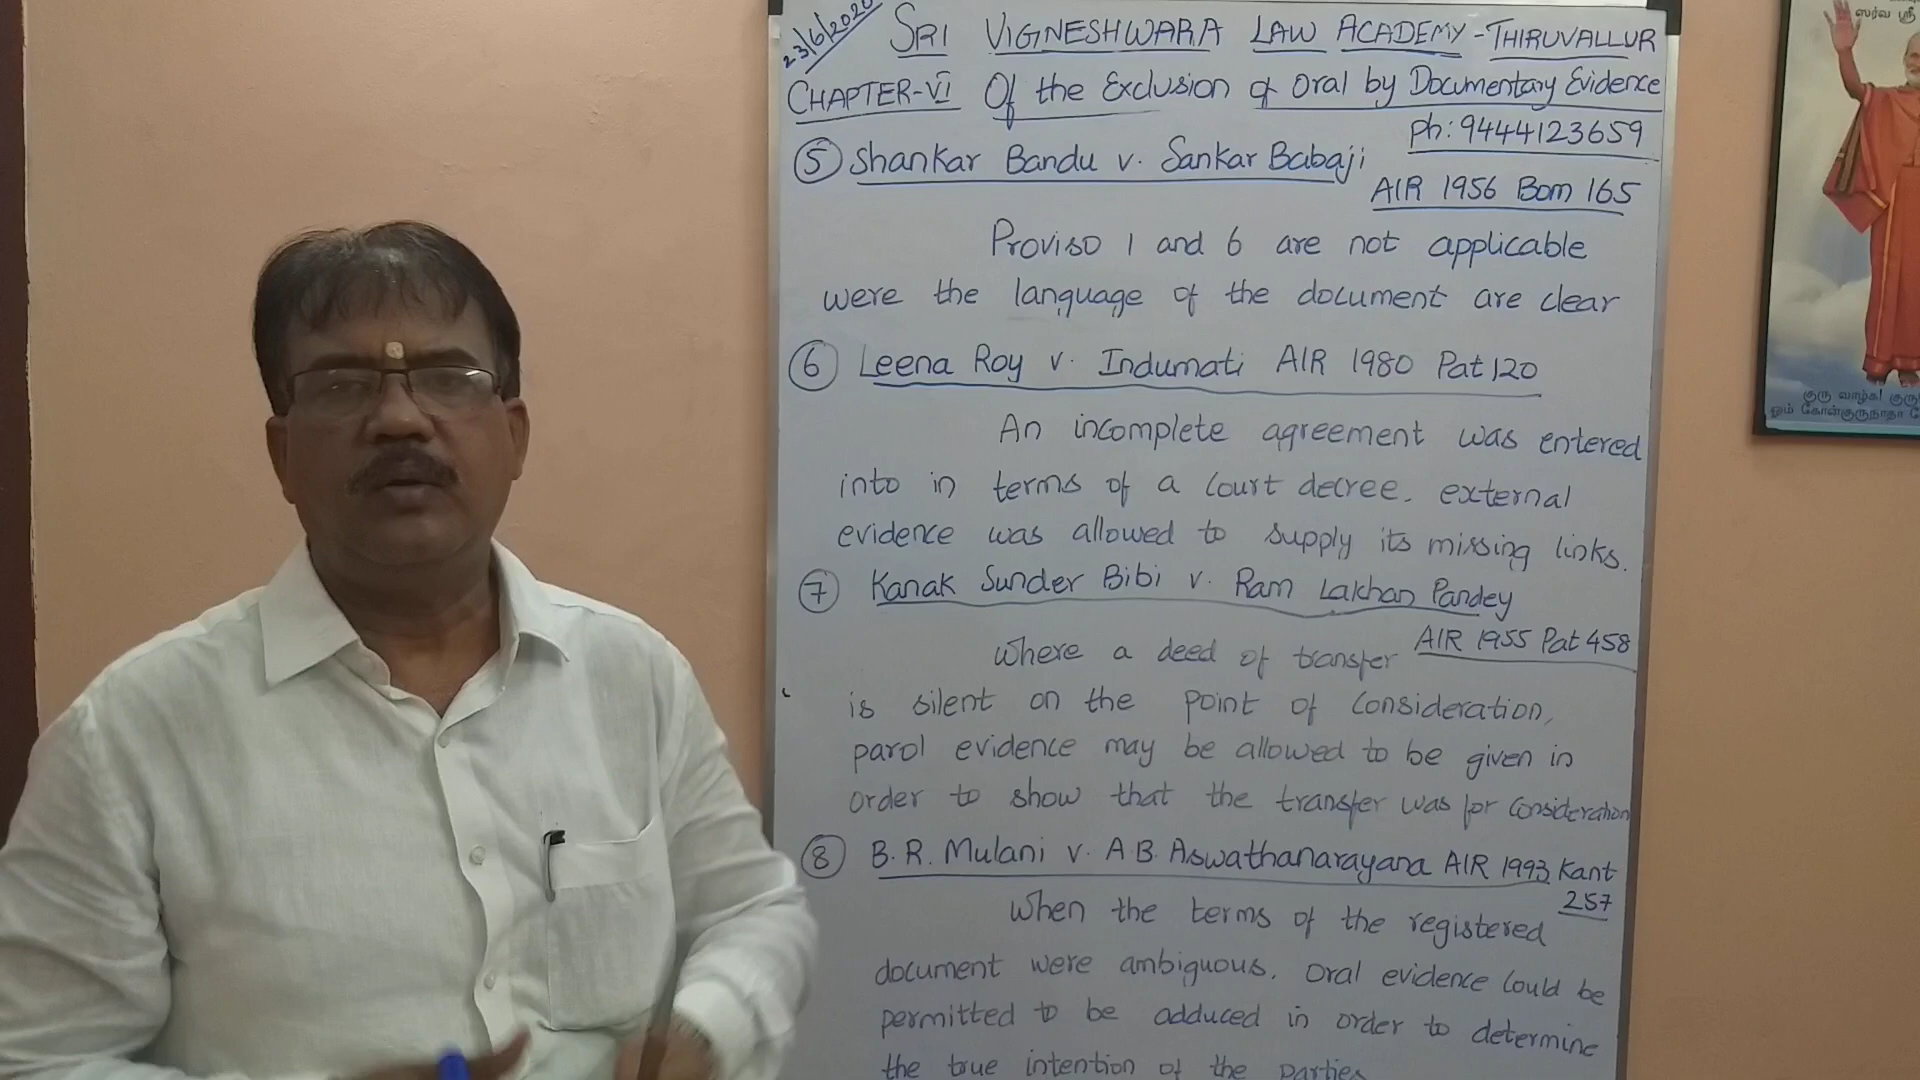 23/6/2020
SRI VIGNESHWARA LAW ACADEMY - THIRUVALLUR
CHAPTER-VI Of the Exclusion of Oral by Documentary Evidence
Ph: 9444123659
5 Shankar Bandu v. Sankar Babaji
AIR 1956 Bom 165
Proviso 1 and 6 are not applicable
were the language of the document are clear
6 Leena Roy v. Indumati AIR 1980 Pat 120
An incomplete agreement was entered
into in terms of a court decree. external
evidence was allowed to supply its missing links.
7 Kanak Sunder Bibi v. Ram Lakhan Pandey
AIR 1955 Pat 458
Where a deed of transfer
is silent on the point of consideration,
parol evidence may be allowed to be given in
order to show that the transfer was for consideration
8 B. R. Mulani v. A.B. Aswathanarayana AIR 1993 Kant
257
When the terms of the registered
document were ambiguous. Oral evidence could be
permitted to be adduced in order to determine
the true intention of the parties
ஸர்வ ஸ்ரீ
குரு வாழ்க! குரு
ஓம்